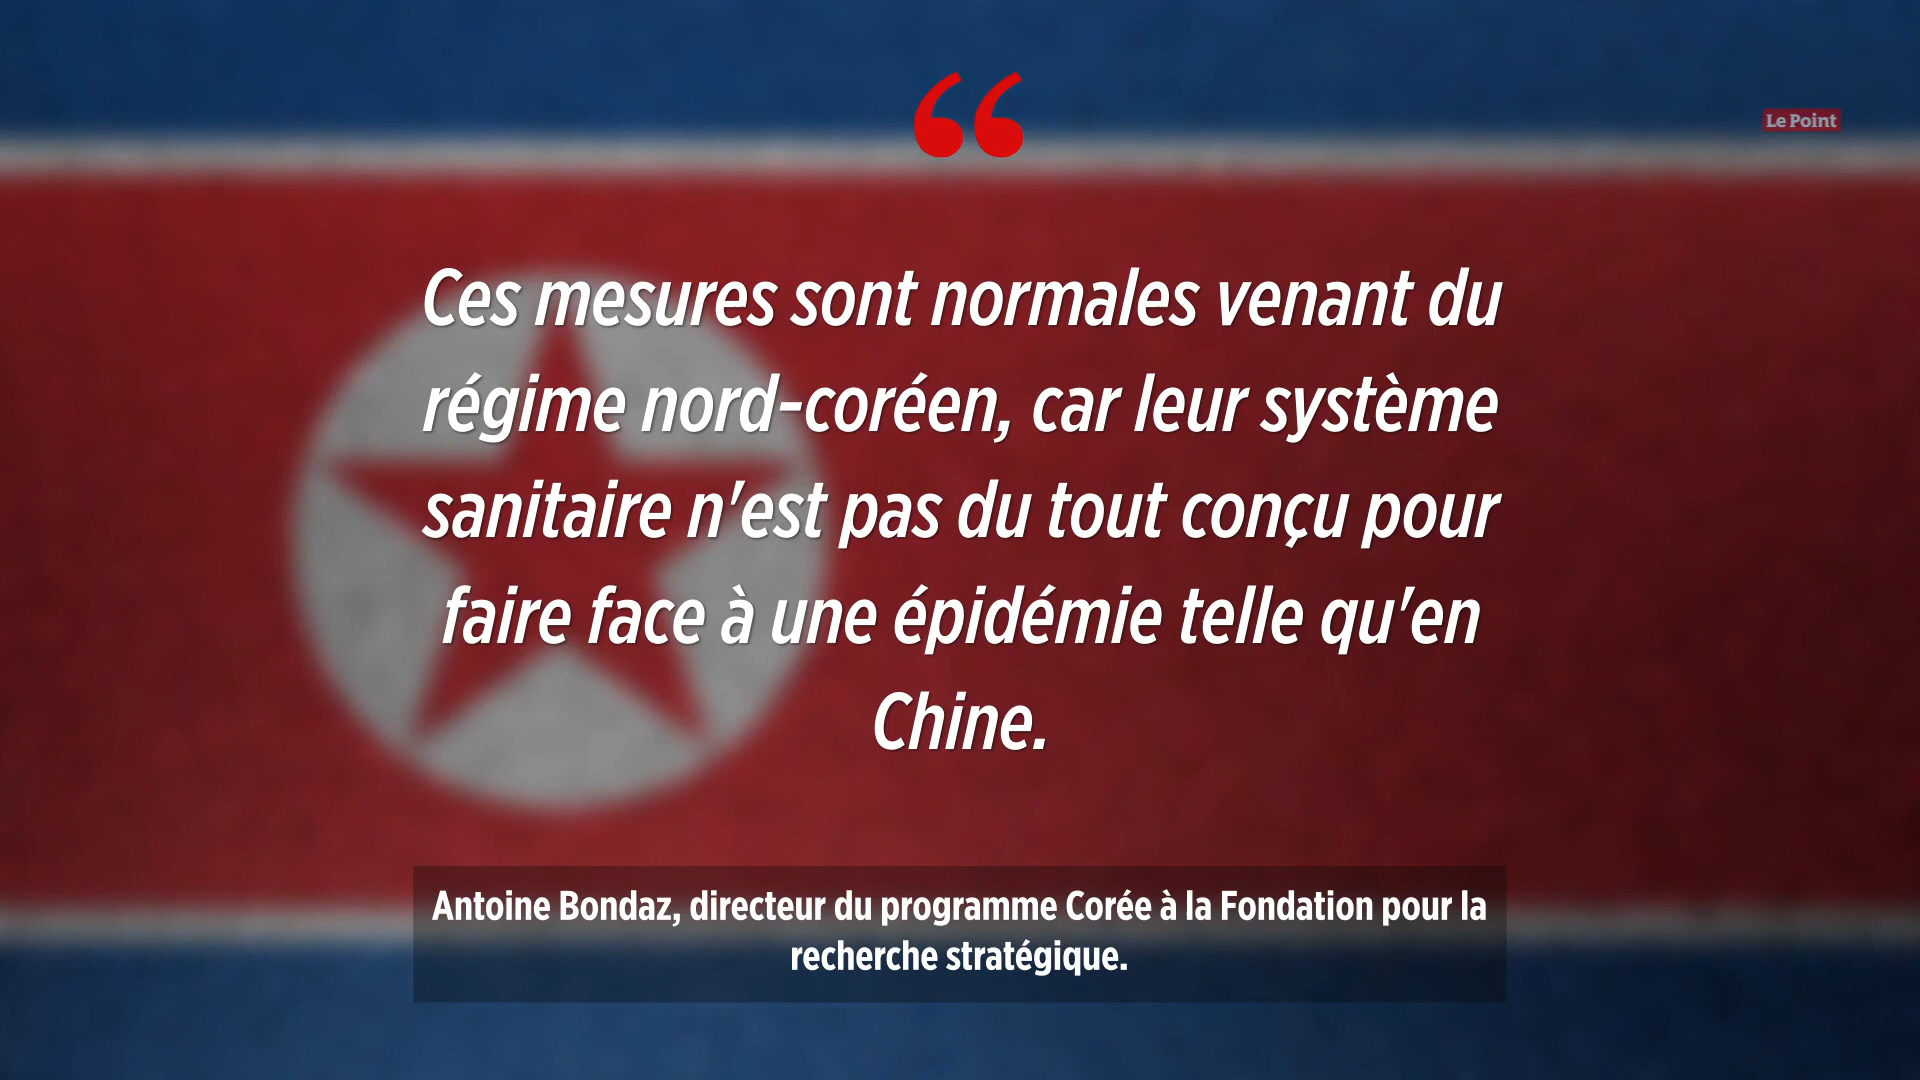 “
Le Point
Ces mesures sont normales venant du
régime nord-coréen, car leur système
sanitaire n'est pas du tout conçu pour
faire face à une épidémie telle qu'en
Chine.
Antoine Bondaz, directeur du programme Corée à la Fondation pour la
recherche stratégique.